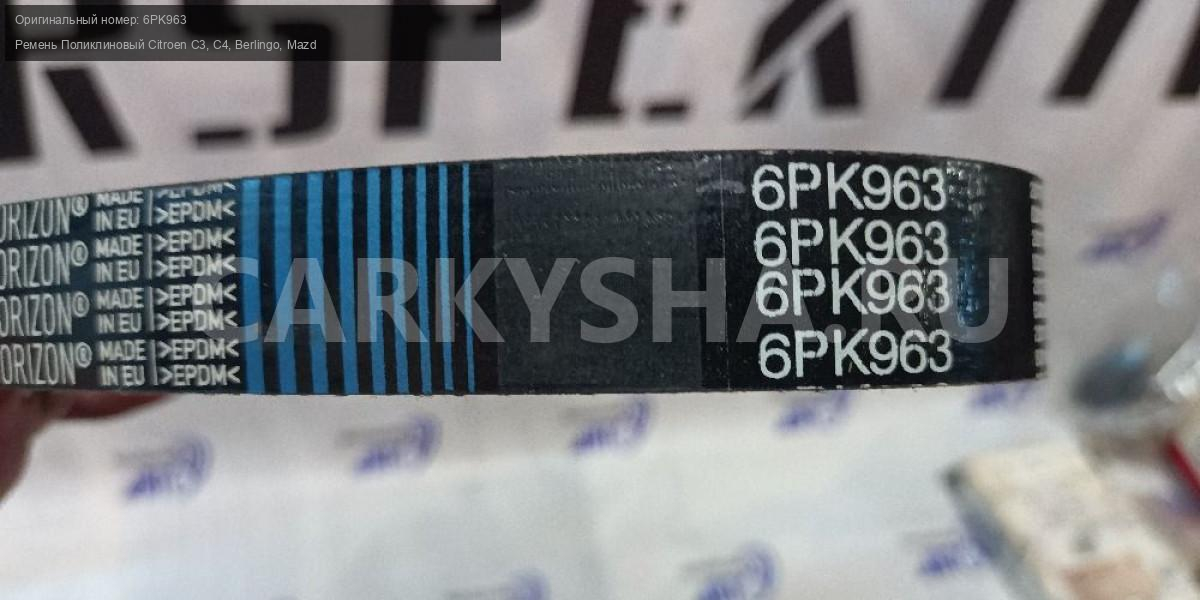 Оригинальный номер: 6PK963
Ремень Поликлиновый Citroen C3, C4, Berlingo, Mazd
MADE >EPDM<
IN EU >EPDM<
ORIZON® MADE >EPDM<
IN EU >EPDM<
ORIZON® MADE >EPDM<
IN EU >EPDM<
ORIZON® MADE >EPDM<
IN EU >EPDM<
ORIZON®
6PK963
6PK963
6PK963
6PK963
CARKYSHA.RU